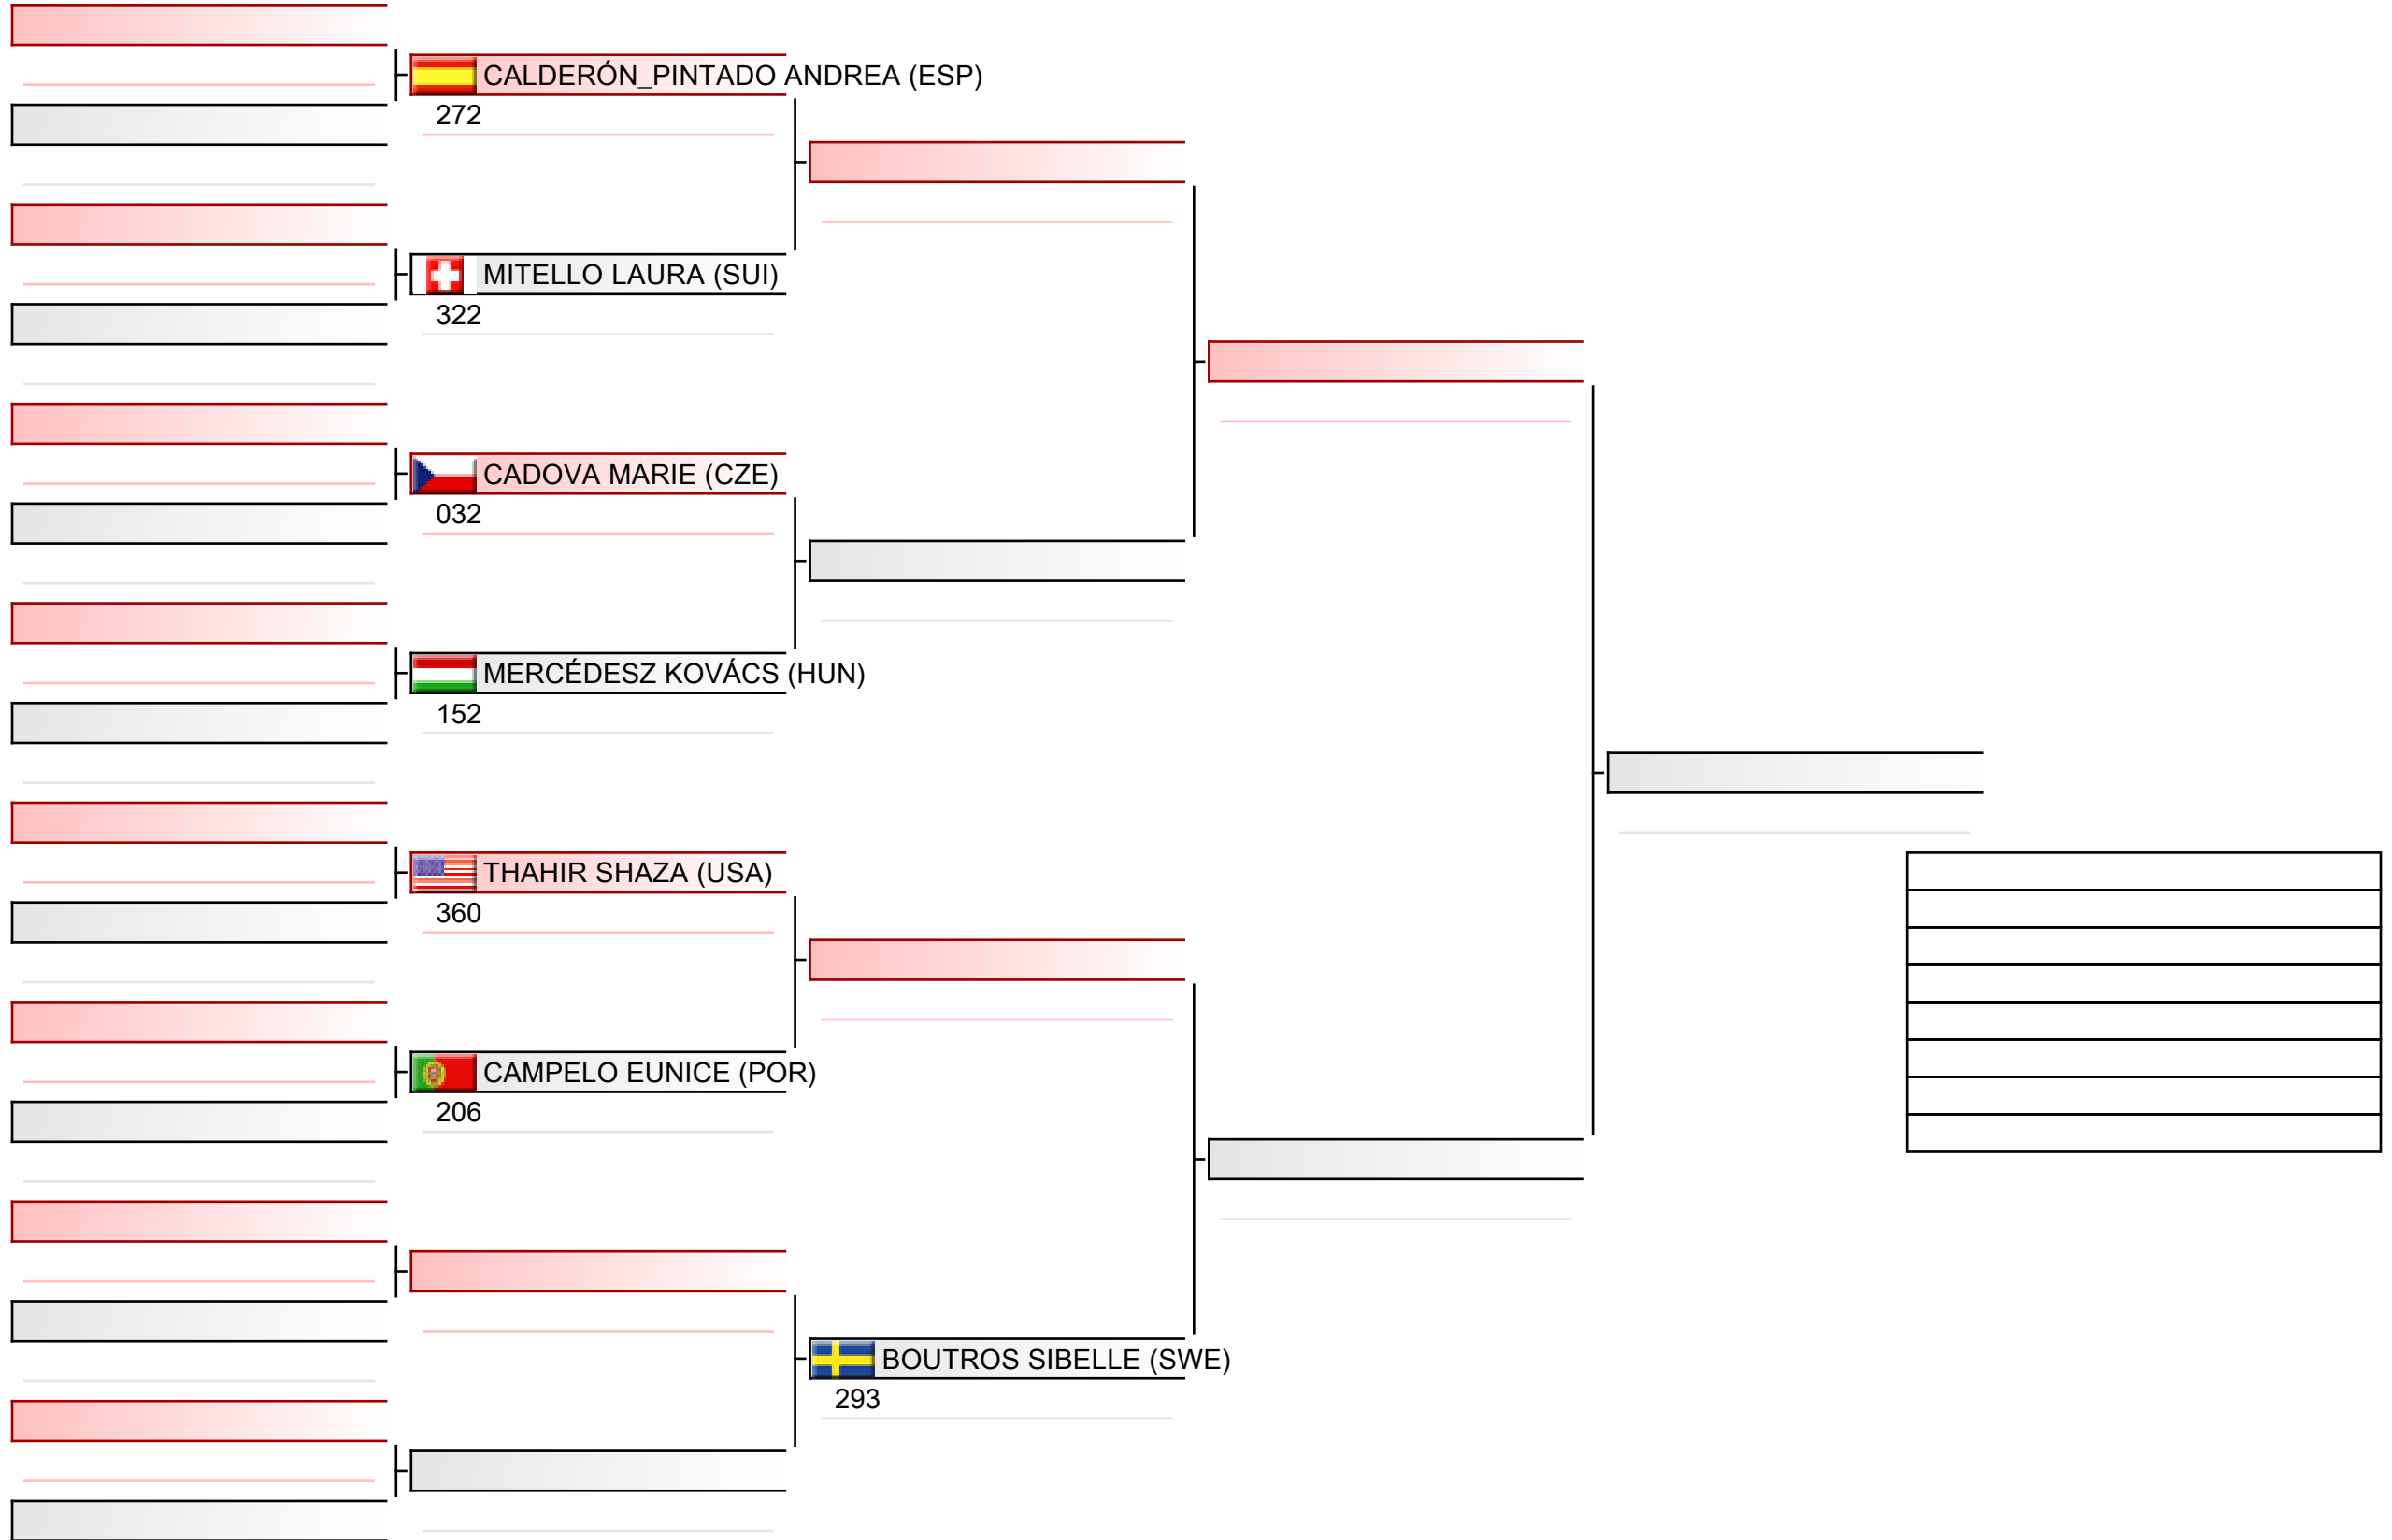 CALDERÓN_PINTADO ANDREA (ESP)
272
MITELLO LAURA (SUI)
322
CADOVA MARIE (CZE)
032
MERCÉDESZ KOVÁCS (HUN)
152
THAHIR SHAZA (USA)
360
CAMPELO EUNICE (POR)
206
BOUTROS SIBELLE (SWE)
293